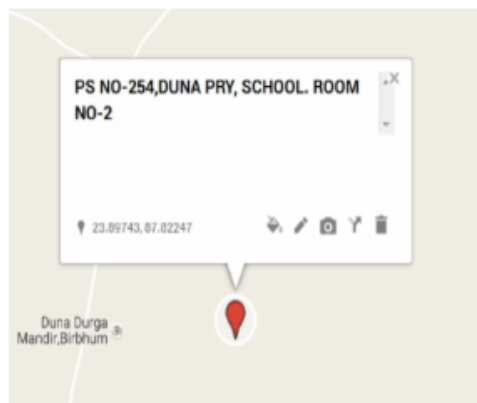 PS NO-254,DUNA PRY, SCHOOL. ROOM
NO-2
23.89743, 87.82247
Duna Durga
Mandir,Birbhum